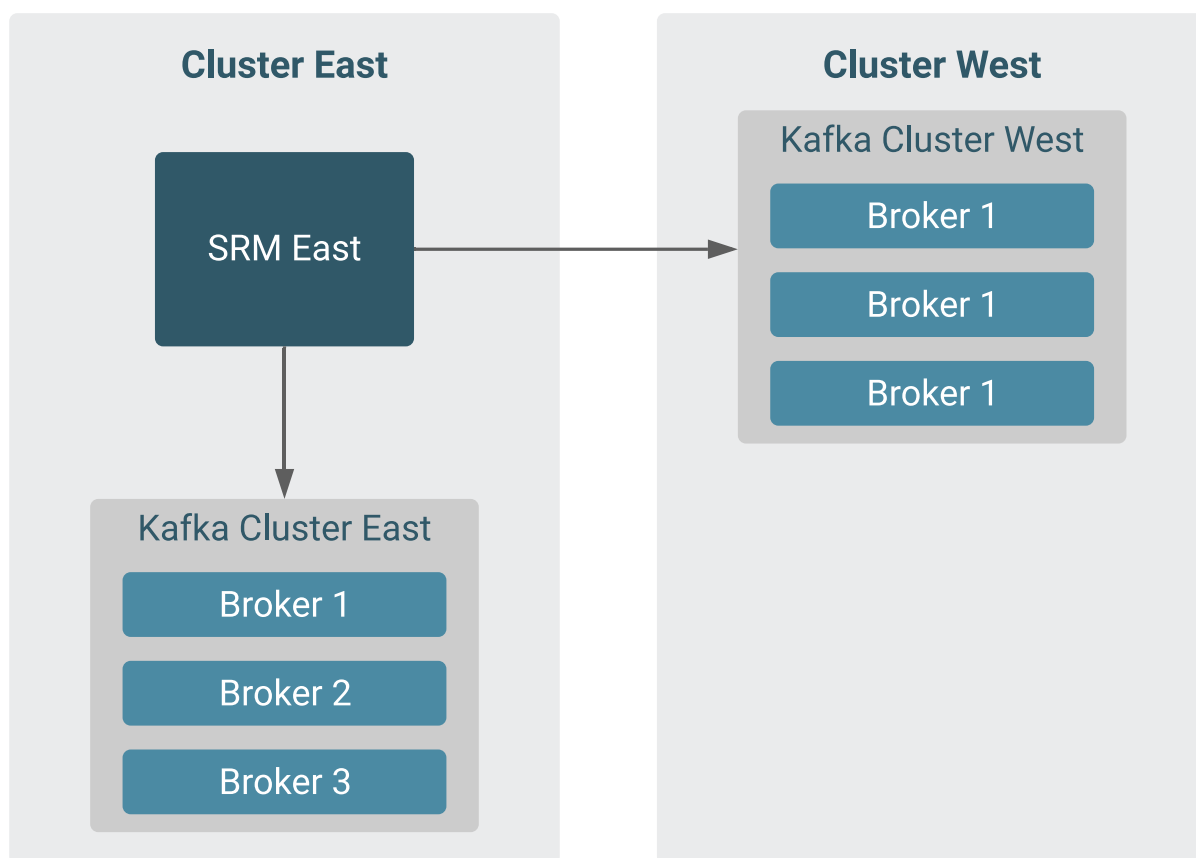 Cluster East
SRM East
Kafka Cluster East
Broker 1
Broker 2
Broker 3
Cluster West
Kafka Cluster West
Broker 1
Broker 1
Broker 1